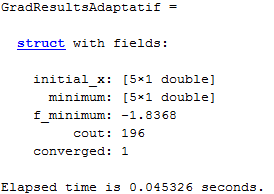 GradResultsAdaptatif =
struct with fields:
initial_x: [5×1 double]
minimum: [5×1 double]
f_minimum: -1.8368
cout: 196
converged: 1
Elapsed time is 0.045326 seconds.